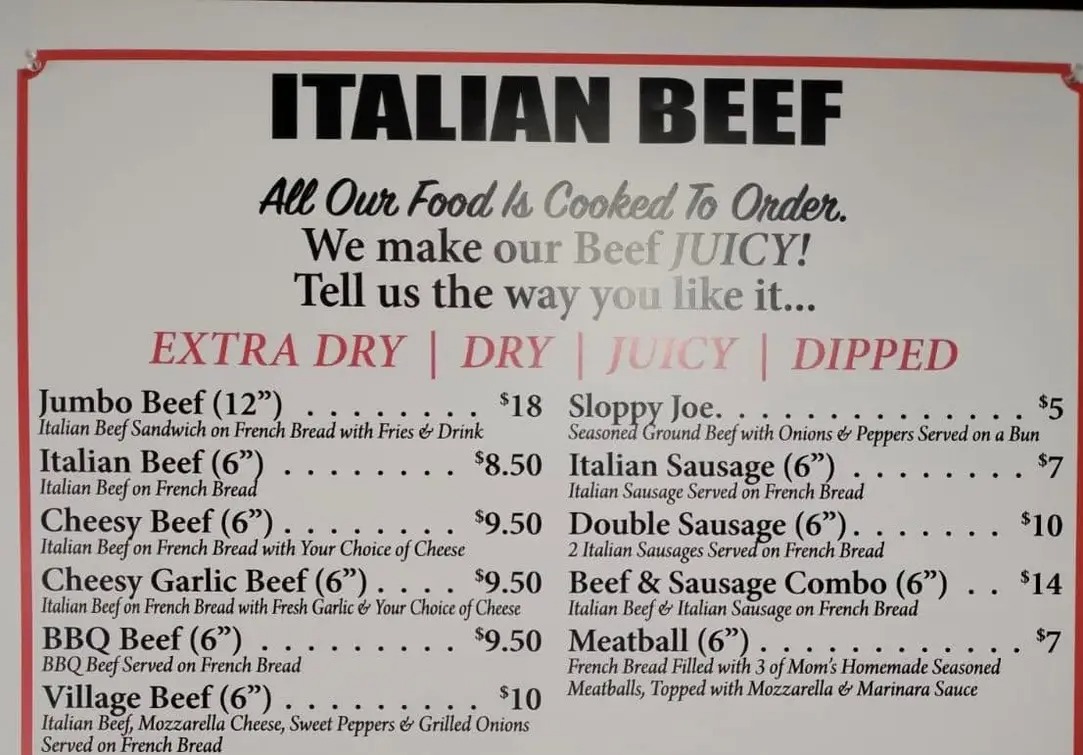 ITALIAN BEEF
All Our Food Is Cooked To Order.
We make our Beef JUICY!
Tell us the way you like it...
EXTRA DRY | DRY | JUICY | DIPPED
Jumbo Beef (12”) . . . . . . . . $18
Italian Beef Sandwich on French Bread with Fries & Drink
Italian Beef (6”) . . . . . . . . $8.50
Italian Beef on French Bread
Cheesy Beef (6”) . . . . . . . . $9.50
Italian Beef on French Bread with Your Choice of Cheese
Cheesy Garlic Beef (6”) . . . . $9.50
Italian Beef on French Bread with Fresh Garlic & Your Choice of Cheese
BBQ Beef (6”) . . . . . . . . . . $9.50
BBQ Beef Served on French Bread
Village Beef (6”) . . . . . . . . . $10
Italian Beef, Mozzarella Cheese, Sweet Peppers & Grilled Onions
Served on French Bread
Sloppy Joe. . . . . . . . . . . . . . . $5
Seasoned Ground Beef with Onions & Peppers Served on a Bun
Italian Sausage (6”) . . . . . . . . $7
Italian Sausage Served on French Bread
Double Sausage (6”). . . . . . . $10
2 Italian Sausages Served on French Bread
Beef & Sausage Combo (6”) . . $14
Italian Beef & Italian Sausage on French Bread
Meatball (6”) . . . . . . . . . . . . . $7
French Bread Filled with 3 of Mom's Homemade Seasoned
Meatballs, Topped with Mozzarella & Marinara Sauce